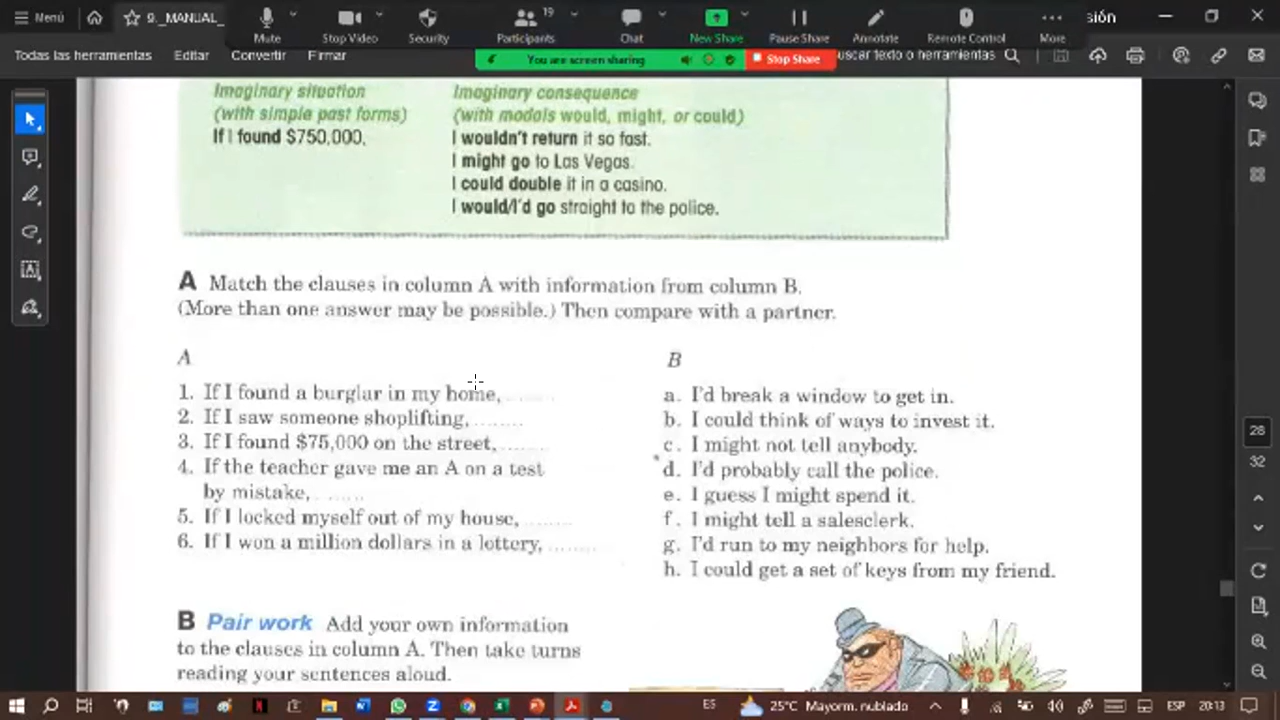 Menú
9._MANUAL_
Mute
Stop Video
Security
19
Participants
Chat
New Share
Pause Share
Annotate
Remote Control
More
sión
Todas las herramientas
Editar
Convertir
Firmar
You are screen sharing
Stop Share
uscar texto o herramientas
Imaginary situation
(with simple past forms)
If I found $750,000,
Imaginary consequence
(with modals would, might, or could)
I wouldn't return it so fast.
I might go to Las Vegas.
I could double it in a casino.
I would/I'd go straight to the police.
A Match the clauses in column A with information from column B.
(More than one answer may be possible.) Then compare with a partner.
A
1. If I found a burglar in my home, ........
2. If I saw someone shoplifting, ........
3. If I found $75,000 on the street, ........
4. If the teacher gave me an A on a test
by mistake, ........
5. If I locked myself out of my house, ........
6. If I won a million dollars in a lottery, ........
B
a. I'd break a window to get in.
b. I could think of ways to invest it.
c. I might not tell anybody.
d. I'd probably call the police.
e. I guess I might spend it.
f. I might tell a salesclerk.
g. I'd run to my neighbors for help.
h. I could get a set of keys from my friend.
B Pair work Add your own information
to the clauses in column A. Then take turns
reading your sentences aloud.
28
32
ES
25°C Mayorm. nublado
ESP
20:13